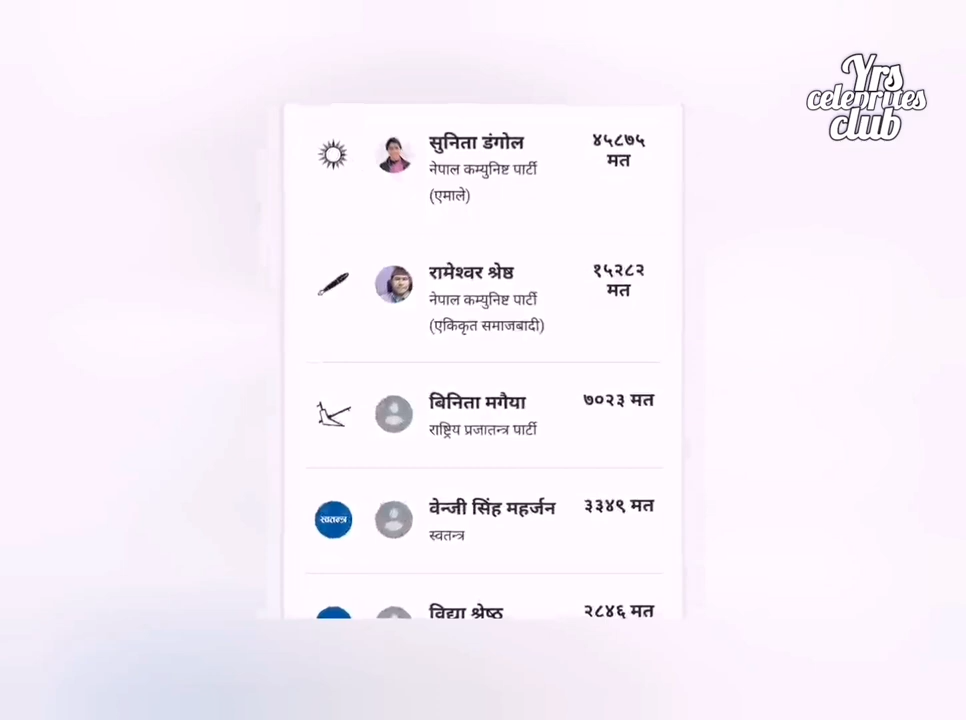 Yrs
celebrites
club
सुनिता डंगोल
४५८७५
मत
नेपाल कम्युनिष्ट पार्टी
(एमाले)
रामेश्वर श्रेष्ठ
१५२८२
मत
नेपाल कम्युनिष्ट पार्टी
(एकिकृत समाजबादी)
बिनिता मगैया
७०२३ मत
राष्ट्रिय प्रजातन्त्र पार्टी
स्वतन्त्र
वेन्जी सिंह महर्जन
३३४९ मत
स्वतन्त्र
विद्या श्रेष्ठ
२८४६ मत